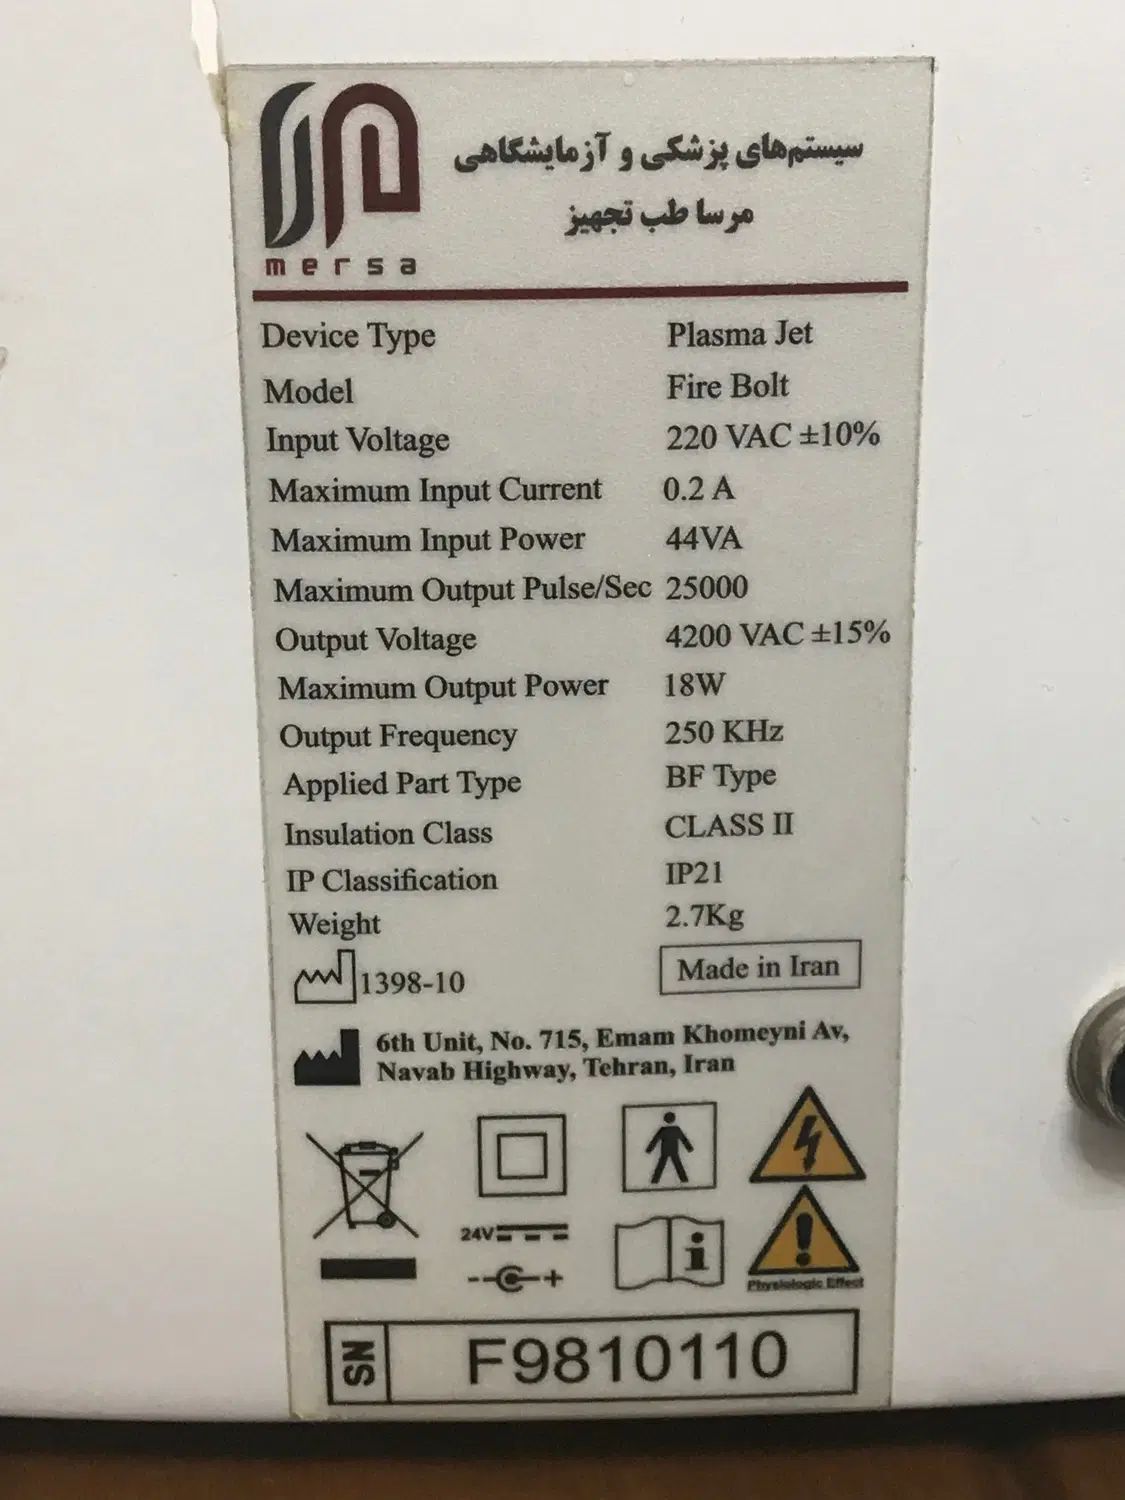 سیستم‌های پزشکی و آزمایشگاهی
مرسا طب تجهیز
mersa
Device Type Plasma Jet
Model Fire Bolt
Input Voltage 220 VAC ±10%
Maximum Input Current 0.2 A
Maximum Input Power 44VA
Maximum Output Pulse/Sec 25000
Output Voltage 4200 VAC ±15%
Maximum Output Power 18W
Output Frequency 250 KHz
Applied Part Type BF Type
Insulation Class CLASS II
IP Classification IP21
Weight 2.7Kg
1398-10 Made in Iran
6th Unit, No. 715, Emam Khomeyni Av,
Navab Highway, Tehran, Iran
24V
Physiologic Effect
SN F9810110